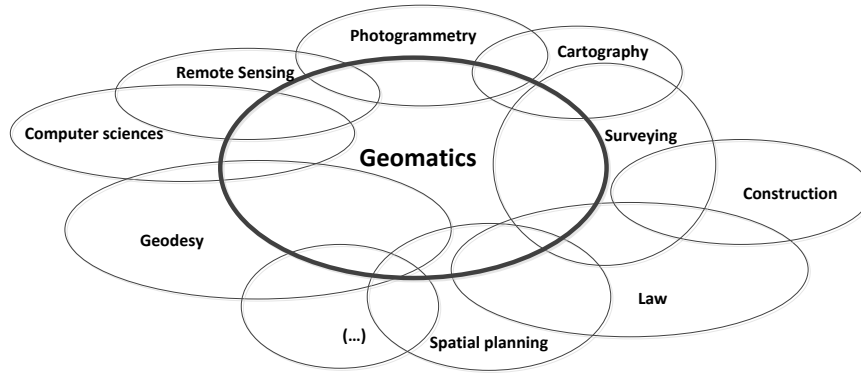 Photogrammetry
Cartography
Remote Sensing
Computer sciences
Surveying
Geomatics
Construction
Geodesy
Law
(...)
Spatial planning